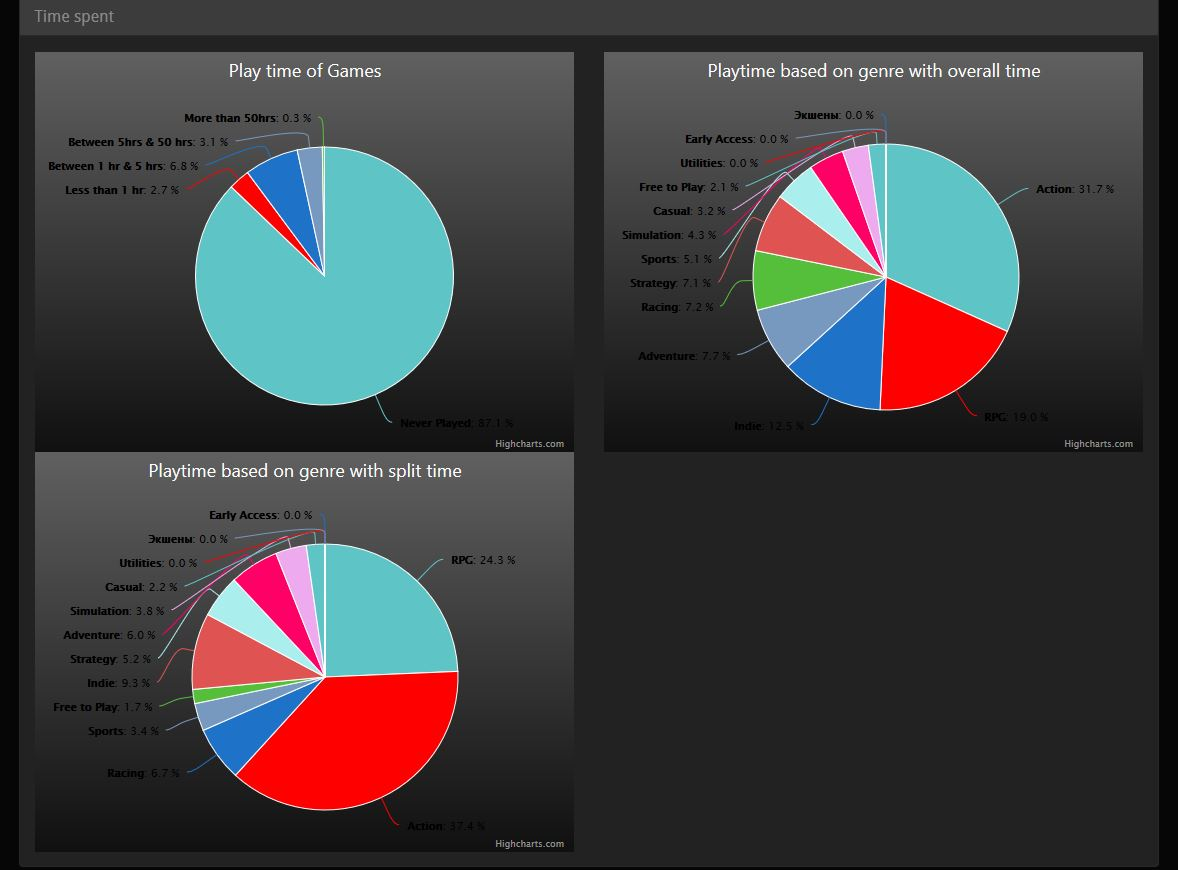 Time spent
Play time of Games
More than 50hrs: 0.3 %
Between 5hrs & 50 hrs: 3.1 %
Between 1 hr & 5 hrs: 6.8 %
Less than 1 hr: 2.7 %
Never Played: 87.1 %
Highcharts.com
Playtime based on genre with overall time
Экшены: 0.0 %
Early Access: 0.0 %
Utilities: 0.0 %
Free to Play: 2.1 %
Casual: 3.2 %
Simulation: 4.3 %
Sports: 5.1 %
Strategy: 7.1 %
Racing: 7.2 %
Adventure: 7.7 %
Indie: 12.5 %
Action: 31.7 %
RPG: 19.0 %
Highcharts.com
Playtime based on genre with split time
Early Access: 0.0 %
Экшены: 0.0 %
Utilities: 0.0 %
Casual: 2.2 %
Simulation: 3.8 %
Adventure: 6.0 %
Strategy: 5.2 %
Indie: 9.3 %
Free to Play: 1.7 %
Sports: 3.4 %
Racing: 6.7 %
RPG: 24.3 %
Action: 37.4 %
Highcharts.com